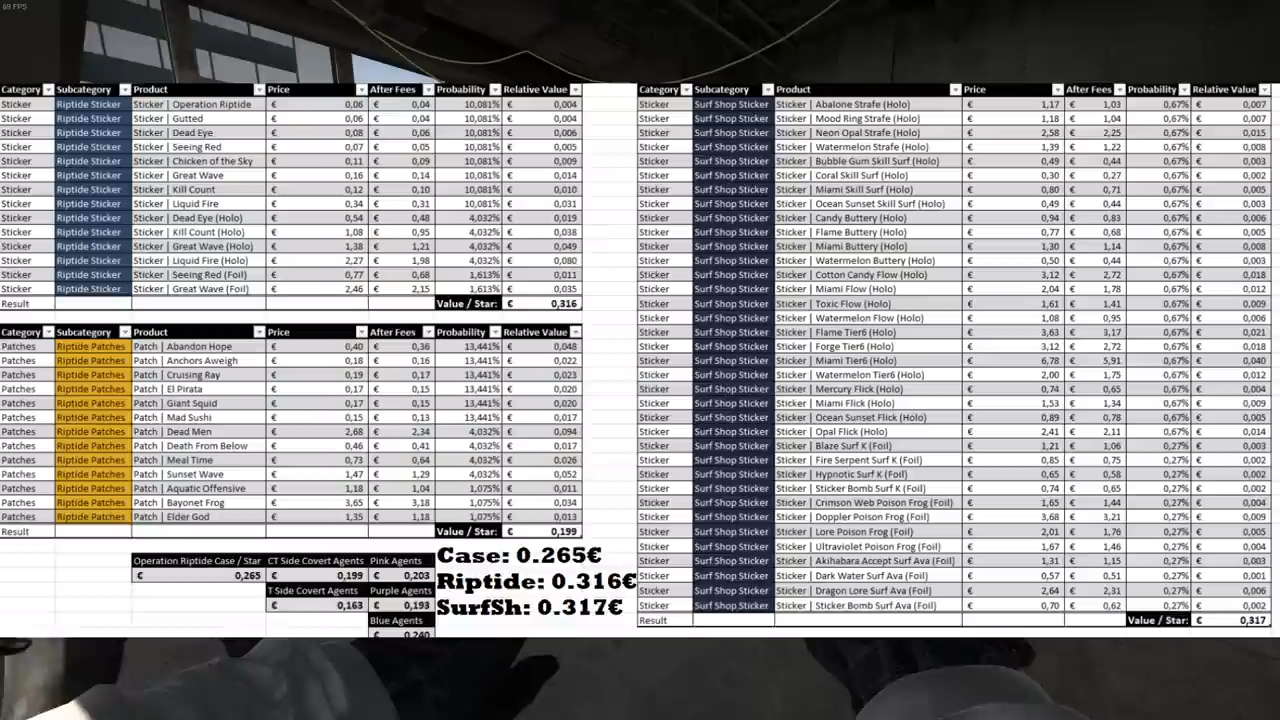 69 FPS
Category Subcategory Product Price After Fees Probability Relative Value
Sticker Riptide Sticker Sticker | Operation Riptide € 0,06 € 0,04 10,081% € 0,004
Sticker Riptide Sticker Sticker | Gutted € 0,06 € 0,04 10,081% € 0,004
Sticker Riptide Sticker Sticker | Dead Eye € 0,08 € 0,06 10,081% € 0,006
Sticker Riptide Sticker Sticker | Seeing Red € 0,07 € 0,05 10,081% € 0,005
Sticker Riptide Sticker Sticker | Chicken of the Sky € 0,11 € 0,09 10,081% € 0,009
Sticker Riptide Sticker Sticker | Great Wave € 0,16 € 0,14 10,081% € 0,014
Sticker Riptide Sticker Sticker | Kill Count € 0,12 € 0,10 10,081% € 0,010
Sticker Riptide Sticker Sticker | Liquid Fire € 0,34 € 0,31 10,081% € 0,031
Sticker Riptide Sticker Sticker | Dead Eye (Holo) € 0,54 € 0,48 4,032% € 0,019
Sticker Riptide Sticker Sticker | Kill Count (Holo) € 1,08 € 0,95 4,032% € 0,038
Sticker Riptide Sticker Sticker | Great Wave (Holo) € 1,38 € 1,21 4,032% € 0,049
Sticker Riptide Sticker Sticker | Liquid Fire (Holo) € 2,27 € 1,98 4,032% € 0,080
Sticker Riptide Sticker Sticker | Seeing Red (Foil) € 0,77 € 0,68 1,613% € 0,011
Sticker Riptide Sticker Sticker | Great Wave (Foil) € 2,46 € 2,15 1,613% € 0,035
Result Value / Star: € 0,316
Category Subcategory Product Price After Fees Probability Relative Value
Patches Riptide Patches Patch | Abandon Hope € 0,40 € 0,36 13,441% € 0,048
Patches Riptide Patches Patch | Anchors Aweigh € 0,18 € 0,16 13,441% € 0,022
Patches Riptide Patches Patch | Cruising Ray € 0,19 € 0,17 13,441% € 0,023
Patches Riptide Patches Patch | El Pirata € 0,17 € 0,15 13,441% € 0,020
Patches Riptide Patches Patch | Giant Squid € 0,17 € 0,15 13,441% € 0,020
Patches Riptide Patches Patch | Mad Sushi € 0,15 € 0,13 13,441% € 0,017
Patches Riptide Patches Patch | Dead Men € 2,68 € 2,34 4,032% € 0,094
Patches Riptide Patches Patch | Death From Below € 0,46 € 0,41 4,032% € 0,017
Patches Riptide Patches Patch | Meal Time € 0,73 € 0,64 4,032% € 0,026
Patches Riptide Patches Patch | Sunset Wave € 1,47 € 1,29 4,032% € 0,052
Patches Riptide Patches Patch | Aquatic Offensive € 1,18 € 1,04 1,075% € 0,011
Patches Riptide Patches Patch | Bayonet Frog € 3,65 € 3,18 1,075% € 0,034
Patches Riptide Patches Patch | Elder God € 1,35 € 1,18 1,075% € 0,013
Result Value / Star: € 0,199
Operation Riptide Case / Star CT Side Covert Agents Pink Agents
€ 0,265 € 0,199 € 0,203
T Side Covert Agents Purple Agents
€ 0,163 € 0,193
Blue Agents
€ 0,240
Case: 0.265€
Riptide: 0.316€
SurfSh: 0.317€
Category Subcategory Product Price After Fees Probability Relative Value
Sticker Surf Shop Sticker Sticker | Abalone Strafe (Holo) € 1,17 € 1,03 0,67% € 0,007
Sticker Surf Shop Sticker Sticker | Mood Ring Strafe (Holo) € 1,18 € 1,04 0,67% € 0,007
Sticker Surf Shop Sticker Sticker | Neon Opal Strafe (Holo) € 2,58 € 2,25 0,67% € 0,015
Sticker Surf Shop Sticker Sticker | Watermelon Strafe (Holo) € 1,39 € 1,22 0,67% € 0,008
Sticker Surf Shop Sticker Sticker | Bubble Gum Skill Surf (Holo) € 0,49 € 0,44 0,67% € 0,003
Sticker Surf Shop Sticker Sticker | Coral Skill Surf (Holo) € 0,30 € 0,27 0,67% € 0,002
Sticker Surf Shop Sticker Sticker | Miami Skill Surf (Holo) € 0,80 € 0,71 0,67% € 0,005
Sticker Surf Shop Sticker Sticker | Ocean Sunset Skill Surf (Holo) € 0,49 € 0,44 0,67% € 0,003
Sticker Surf Shop Sticker Sticker | Candy Buttery (Holo) € 0,94 € 0,83 0,67% € 0,006
Sticker Surf Shop Sticker Sticker | Flame Buttery (Holo) € 0,77 € 0,68 0,67% € 0,005
Sticker Surf Shop Sticker Sticker | Miami Buttery (Holo) € 1,30 € 1,14 0,67% € 0,008
Sticker Surf Shop Sticker Sticker | Watermelon Buttery (Holo) € 0,50 € 0,44 0,67% € 0,003
Sticker Surf Shop Sticker Sticker | Cotton Candy Flow (Holo) € 3,12 € 2,72 0,67% € 0,018
Sticker Surf Shop Sticker Sticker | Miami Flow (Holo) € 2,04 € 1,78 0,67% € 0,012
Sticker Surf Shop Sticker Sticker | Toxic Flow (Holo) € 1,61 € 1,41 0,67% € 0,009
Sticker Surf Shop Sticker Sticker | Watermelon Flow (Holo) € 1,08 € 0,95 0,67% € 0,006
Sticker Surf Shop Sticker Sticker | Flame Tier6 (Holo) € 3,63 € 3,17 0,67% € 0,021
Sticker Surf Shop Sticker Sticker | Forge Tier6 (Holo) € 3,12 € 2,72 0,67% € 0,018
Sticker Surf Shop Sticker Sticker | Miami Tier6 (Holo) € 6,78 € 5,91 0,67% € 0,040
Sticker Surf Shop Sticker Sticker | Watermelon Tier6 (Holo) € 2,00 € 1,75 0,67% € 0,012
Sticker Surf Shop Sticker Sticker | Mercury Flick (Holo) € 0,74 € 0,65 0,67% € 0,004
Sticker Surf Shop Sticker Sticker | Miami Flick (Holo) € 1,53 € 1,34 0,67% € 0,009
Sticker Surf Shop Sticker Sticker | Ocean Sunset Flick (Holo) € 0,89 € 0,78 0,67% € 0,005
Sticker Surf Shop Sticker Sticker | Opal Flick (Holo) € 2,41 € 2,11 0,67% € 0,014
Sticker Surf Shop Sticker Sticker | Blaze Surf K (Foil) € 1,21 € 1,06 0,27% € 0,003
Sticker Surf Shop Sticker Sticker | Fire Serpent Surf K (Foil) € 0,85 € 0,75 0,27% € 0,002
Sticker Surf Shop Sticker Sticker | Hypnotic Surf K (Foil) € 0,65 € 0,58 0,27% € 0,002
Sticker Surf Shop Sticker Sticker | Sticker Bomb Surf K (Foil) € 0,74 € 0,65 0,27% € 0,002
Sticker Surf Shop Sticker Sticker | Crimson Web Poison Frog (Foil) € 1,65 € 1,44 0,27% € 0,004
Sticker Surf Shop Sticker Sticker | Doppler Poison Frog (Foil) € 3,68 € 3,21 0,27% € 0,009
Sticker Surf Shop Sticker Sticker | Lore Poison Frog (Foil) € 2,01 € 1,76 0,27% € 0,005
Sticker Surf Shop Sticker Sticker | Ultraviolet Poison Frog (Foil) € 1,67 € 1,46 0,27% € 0,004
Sticker Surf Shop Sticker Sticker | Akihabara Accept Surf Ava (Foil) € 1,31 € 1,15 0,27% € 0,003
Sticker Surf Shop Sticker Sticker | Dark Water Surf Ava (Foil) € 0,57 € 0,51 0,27% € 0,001
Sticker Surf Shop Sticker Sticker | Dragon Lore Surf Ava (Foil) € 2,64 € 2,31 0,27% € 0,006
Sticker Surf Shop Sticker Sticker | Sticker Bomb Surf Ava (Foil) € 0,70 € 0,62 0,27% € 0,002
Result Value / Star: € 0,317